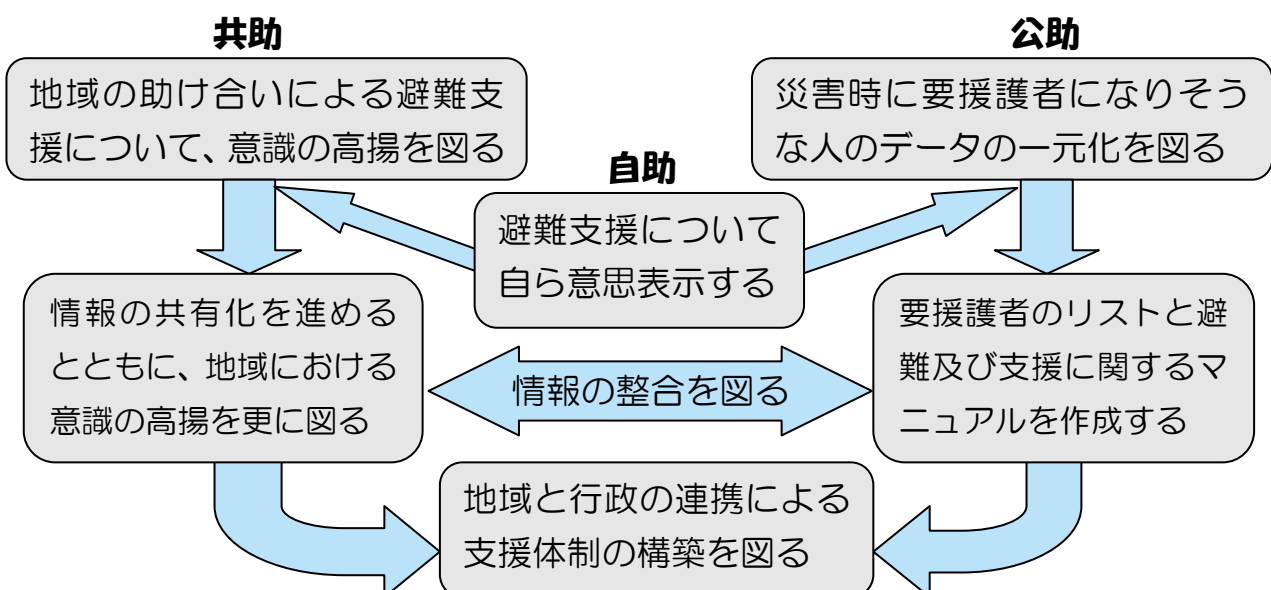 共助
地域の助け合いによる避難支
援について、意識の高揚を図る
公助
災害時に要援護者になりそう
な人のデータの一元化を図る
自助
避難支援について
自ら意思表示する
情報の共有化を進める
とともに、地域における
意識の高揚を更に図る
情報の整合を図る
要援護者のリストと避
難及び支援に関するマ
ニュアルを作成する
地域と行政の連携による
支援体制の構築を図る